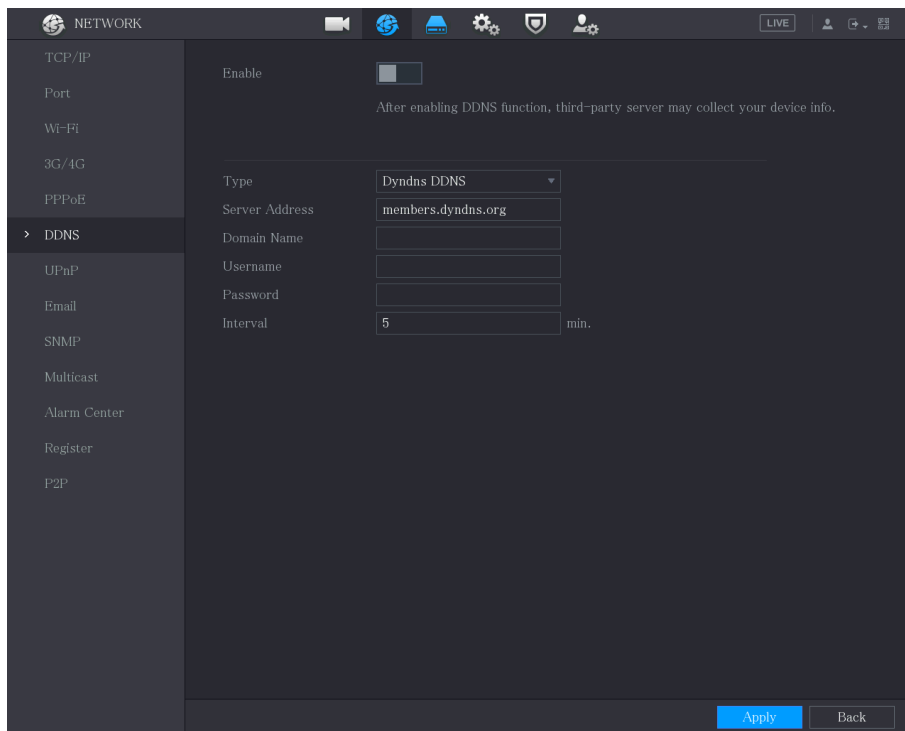 NETWORK
LIVE
TCP/IP
Port
Wi-Fi
3G/4G
PPPoE
> DDNS
UPnP
Email
SNMP
Multicast
Alarm Center
Register
P2P
Enable
After enabling DDNS function, third-party server may collect your device info.
Type Dyndns DDNS
Server Address members.dyndns.org
Domain Name
Username
Password
Interval 5 min.
Apply Back